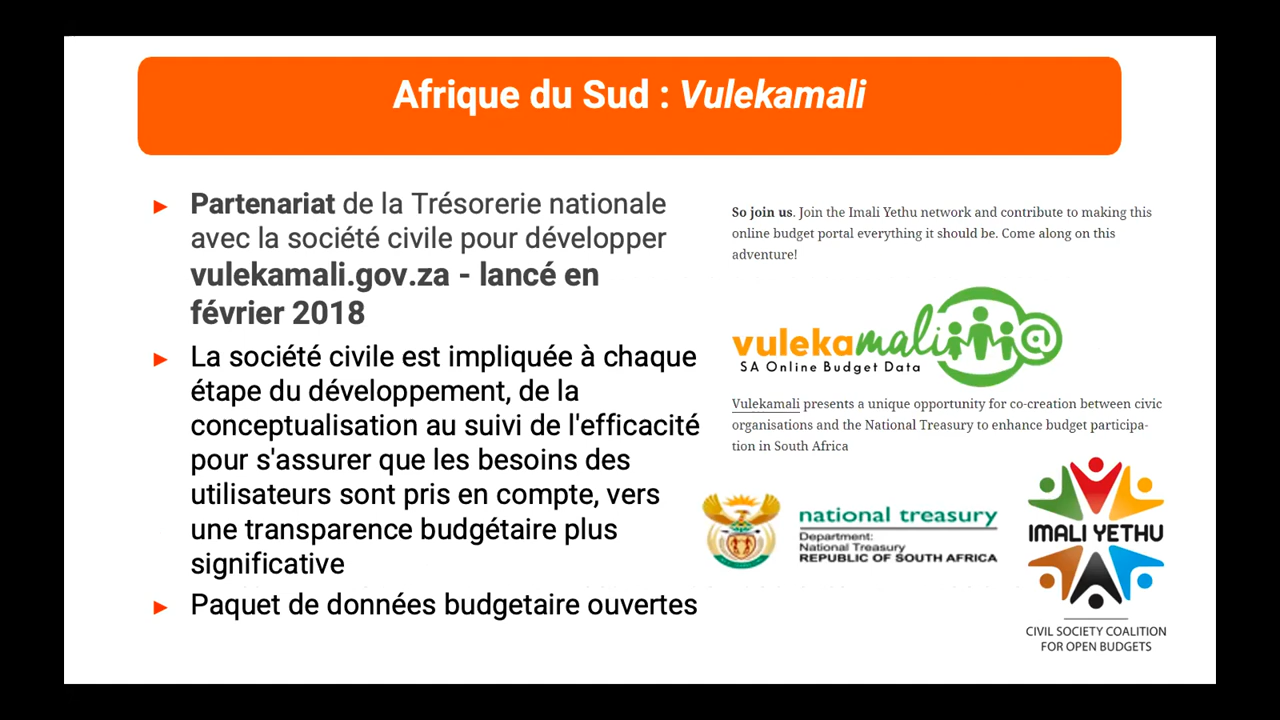 Afrique du Sud : Vulekamali
► Partenariat de la Trésorerie nationale
avec la société civile pour développer
vulekamali.gov.za - lancé en
février 2018
► La société civile est impliquée à chaque
étape du développement, de la
conceptualisation au suivi de l'efficacité
pour s'assurer que les besoins des
utilisateurs sont pris en compte, vers
une transparence budgétaire plus
significative
► Paquet de données budgetaire ouvertes
So join us. Join the Imali Yethu network and contribute to making this
online budget portal everything it should be. Come along on this
adventure!
vulekamali@
SA Online Budget Data
Vulekamali presents a unique opportunity for co-creation between civic
organisations and the National Treasury to enhance budget participa-
tion in South Africa
national treasury
Department:
National Treasury
REPUBLIC OF SOUTH AFRICA
IMALI YETHU
CIVIL SOCIETY COALITION
FOR OPEN BUDGETS